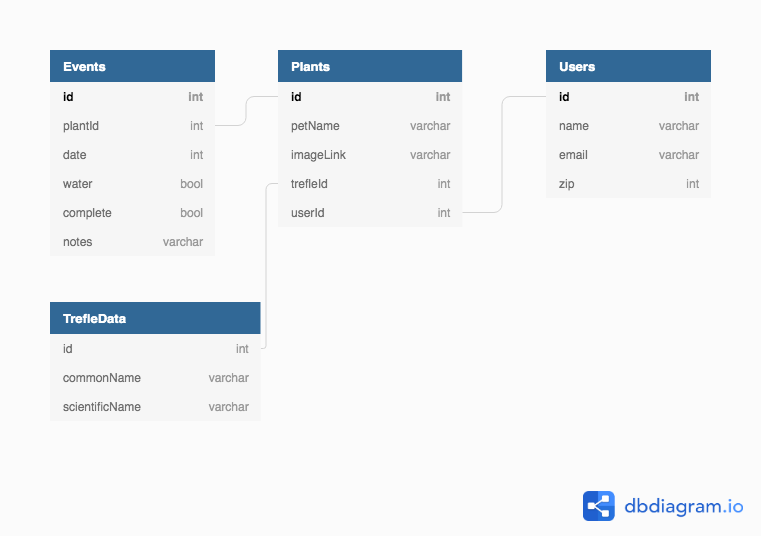 Events
id int
plantId int
date int
water bool
complete bool
notes varchar
Plants
id int
petName varchar
imageLink varchar
trefleId int
userId int
Users
id int
name varchar
email varchar
zip int
TrefleData
id int
commonName varchar
scientificName varchar
dbdiagram.io